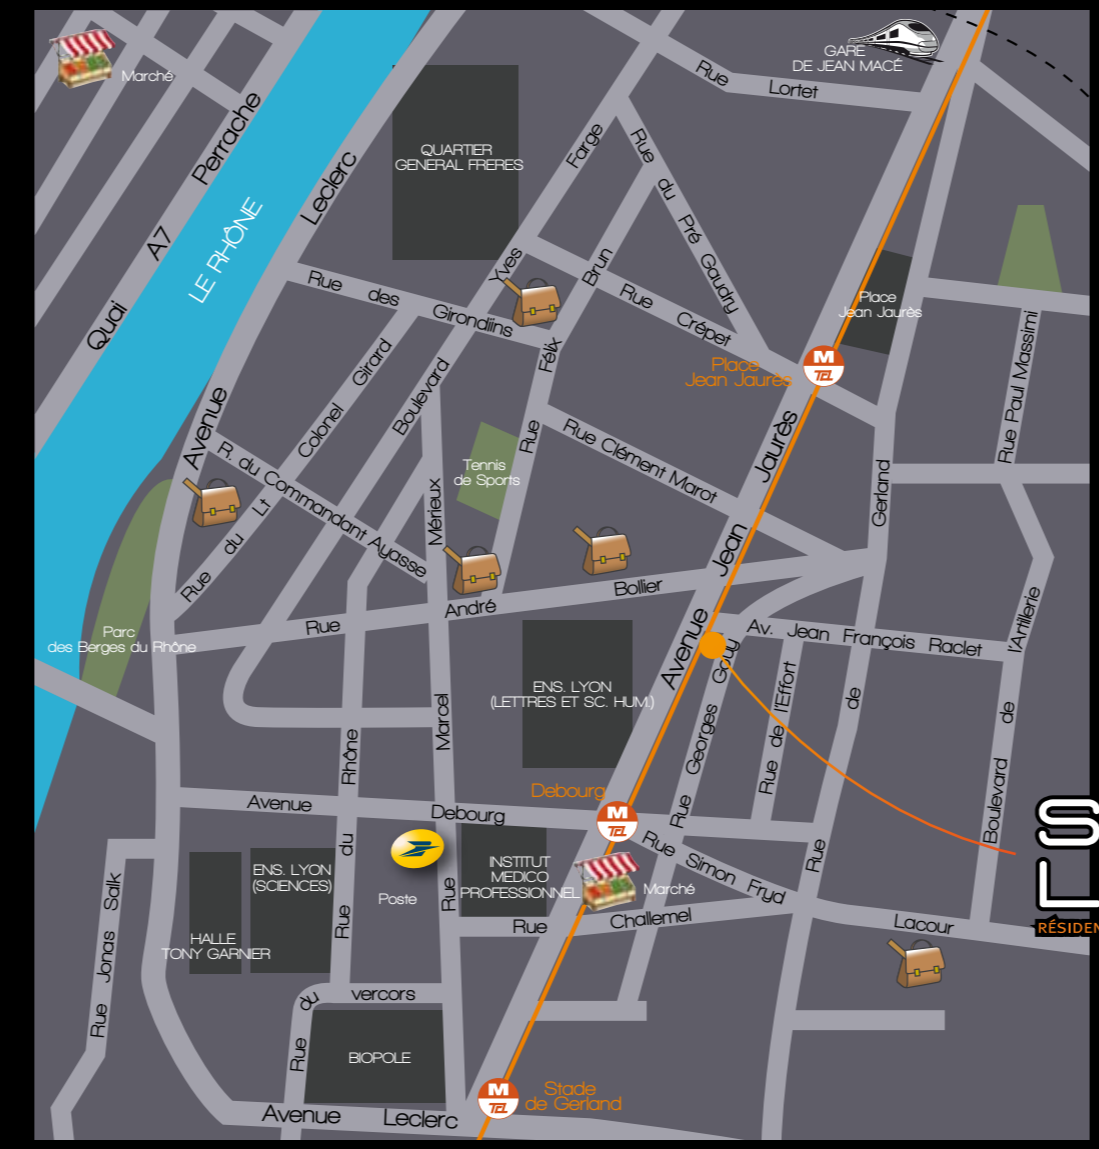 Marché
GARE
DE JEAN MACÉ
Rue Lortet
QUARTIER
GENERAL FRERES
Quai A7 Perrache
LE RHÔNE
Avenue Leclerc
Boulevard Yves Farge
Rue du Pré Gaudry
Rue des Girondins
Rue Félix Brun
Rue Crépet
Place
Jean Jaurès
Place
Jean Jaurès
M
TCL
Rue Paul Massini
Rue du Lt Colonel Girard
R. du Commandant Ayasse
Tennis
de Sports
Rue Clément Marot
Avenue Jean Jaurès
Rue de Gerland
Rue Marcel Mérieux
Rue André Bollier
Parc
des Berges du Rhône
Av. Jean François Raclet
Boulevard de l'Artillerie
ENS. LYON
(LETTRES ET SC. HUM.)
Rue Georges Gouy
Rue de l'Effort
Debourg
M
TCL
Avenue Debourg
Rue du Rhône
Poste
ENS. LYON
(SCIENCES)
HALLE
TONY GARNIER
INSTITUT
MEDICO
PROFESSIONNEL
Marché
Rue Simon Fryd
Rue Challemel Lacour
Rue Jonas Salk
Rue du vercors
BIOPOLE
Avenue Leclerc
M
TCL
Stade
de Gerland
S
L
RÉSIDEN